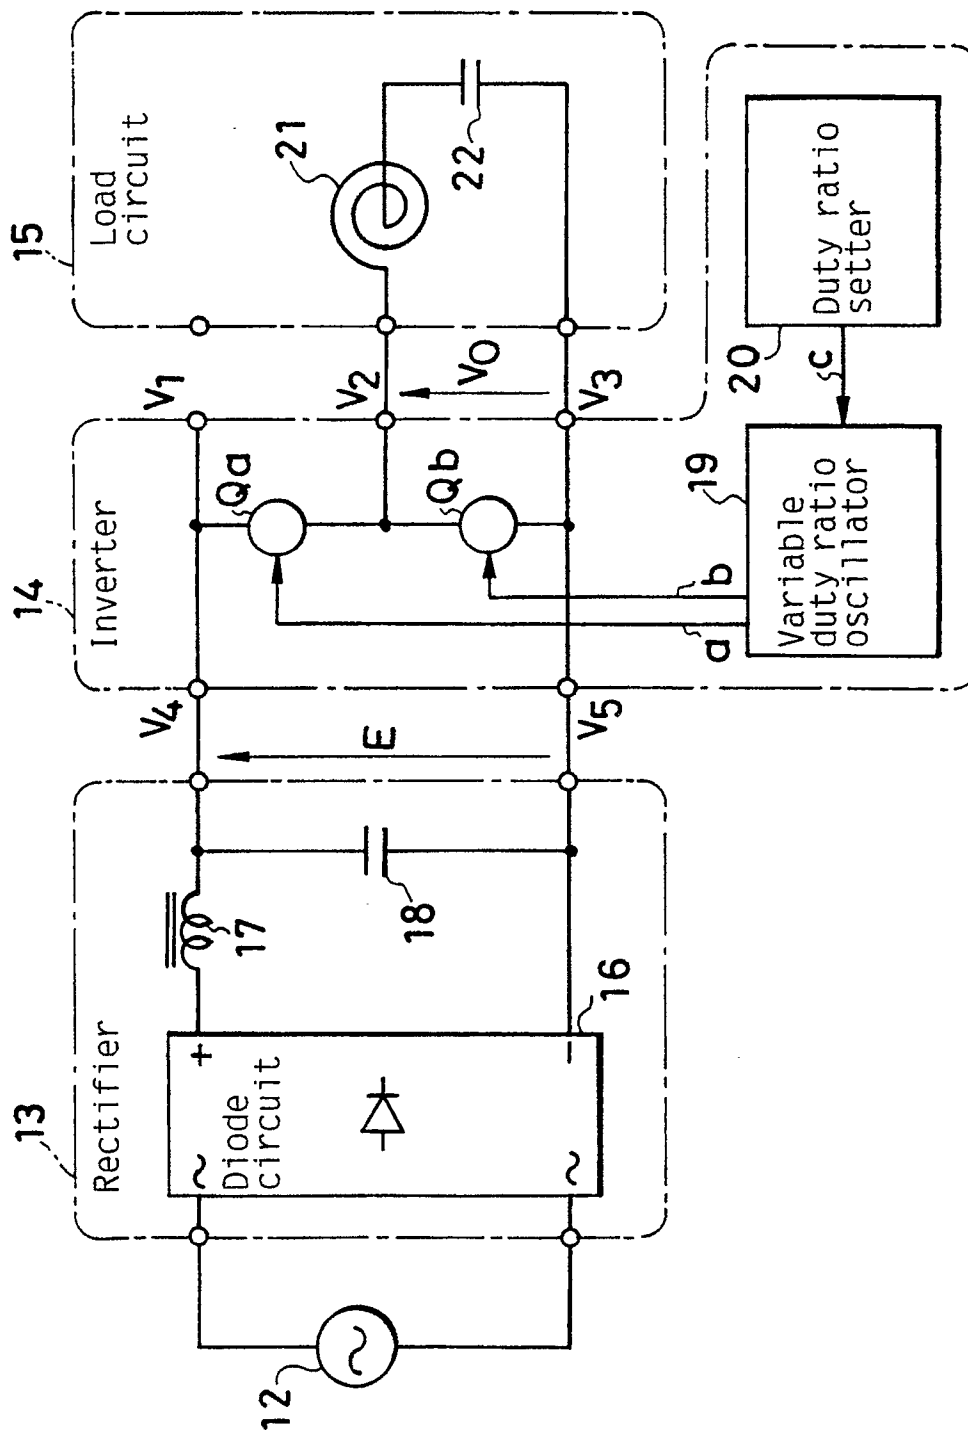 12
13
Rectifier
~
~
+
−
Diode
circuit
16
17
18
E
V4
V5
14
Inverter
Qa
Qb
a
b
V1
V2
V3
V0
15
Load
circuit
21
22
19
Variable
duty ratio
oscillator
c
20
Duty ratio
setter